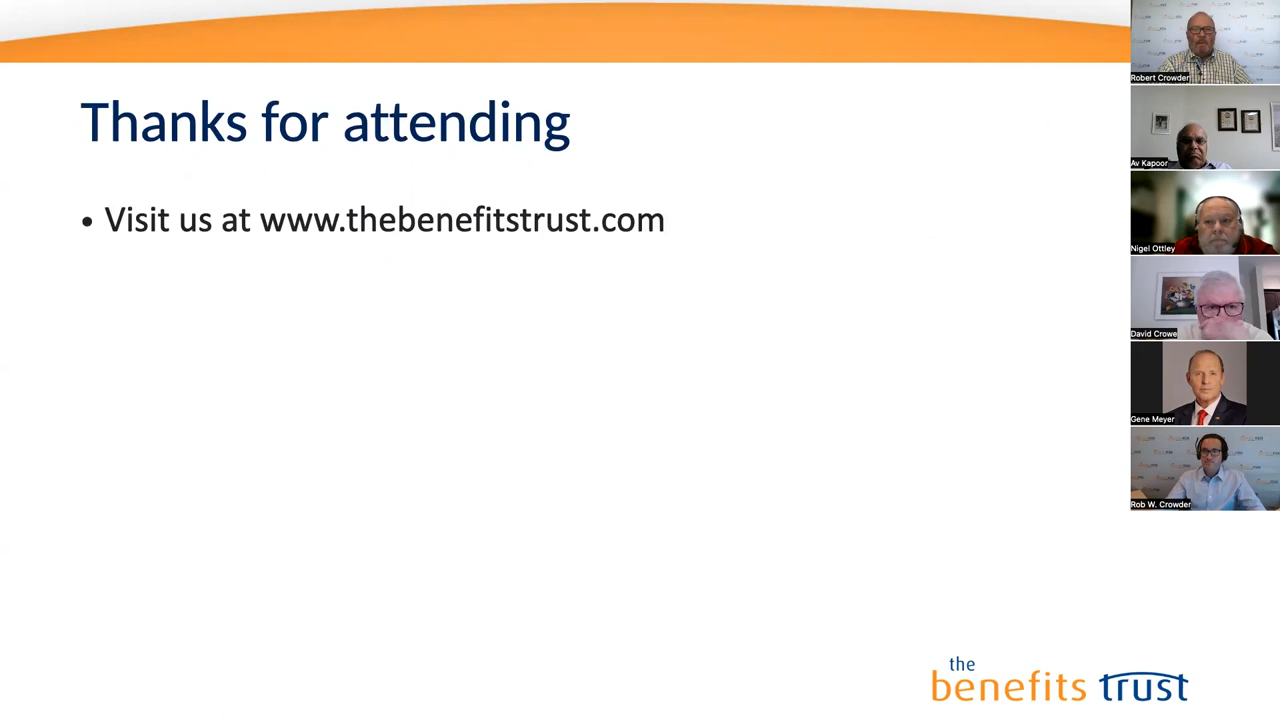 Thanks for attending
• Visit us at www.thebenefitstrust.com
Robert Crowder
Av Kapoor
Nigel Ottley
David Crowe
Gene Meyer
Rob W. Crowder
the
benefits trust